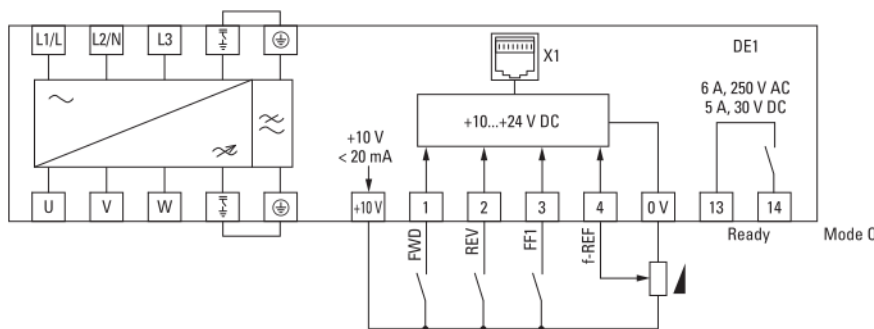 L1/L L2/N L3
X1
DE1
6 A, 250 V AC
5 A, 30 V DC
+10...+24 V DC
+10 V
< 20 mA
U V W +10 V 1 2 3 4 0 V 13 14
FWD REV FF1 f-REF Ready Mode